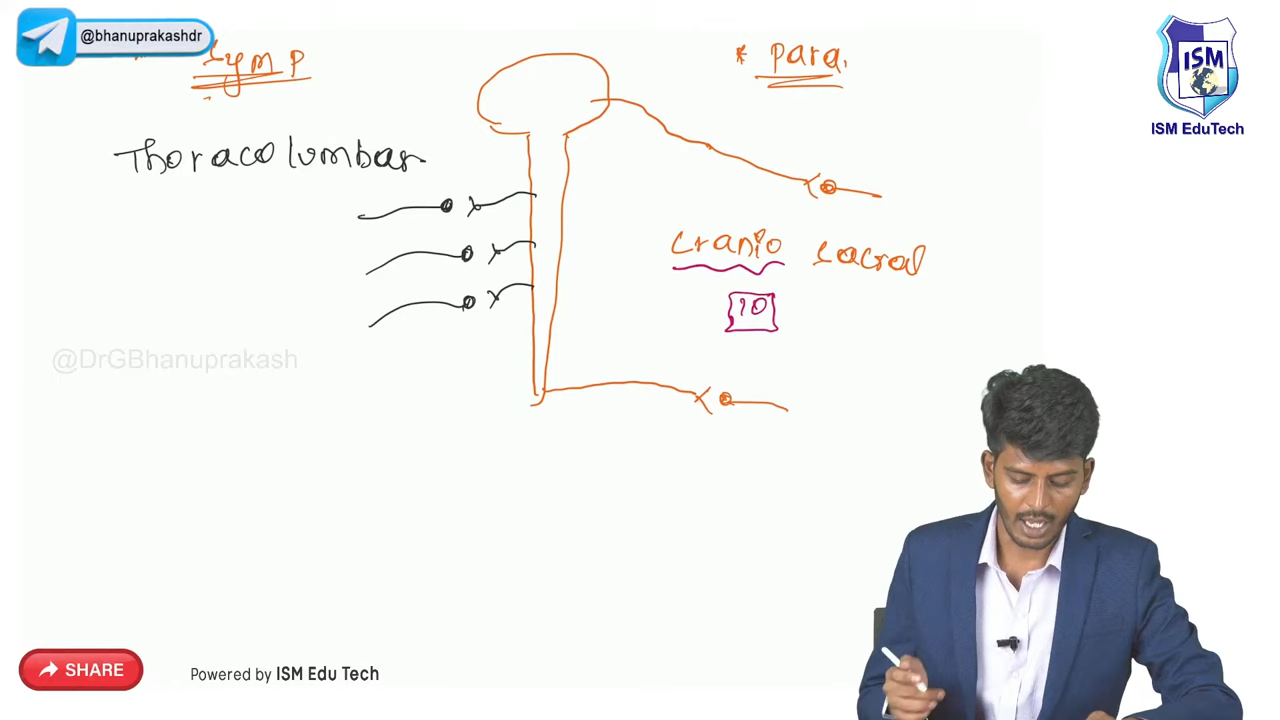 @bhanuprakashdr
Symp
* Para.
ISM
ISM EduTech
Thoracolumbar
Cranio sacral
10
@DrGBhanuprakash
SHARE
Powered by ISM Edu Tech